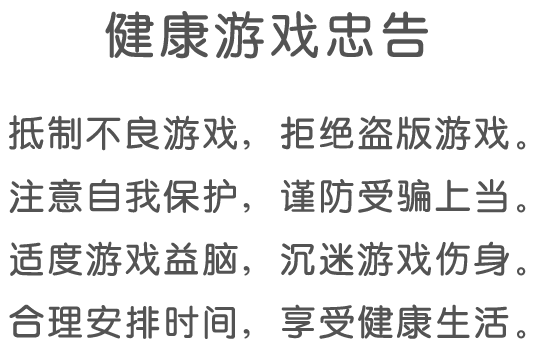 健康游戏忠告
抵制不良游戏，拒绝盗版游戏。
注意自我保护，谨防受骗上当。
适度游戏益脑，沉迷游戏伤身。
合理安排时间，享受健康生活。